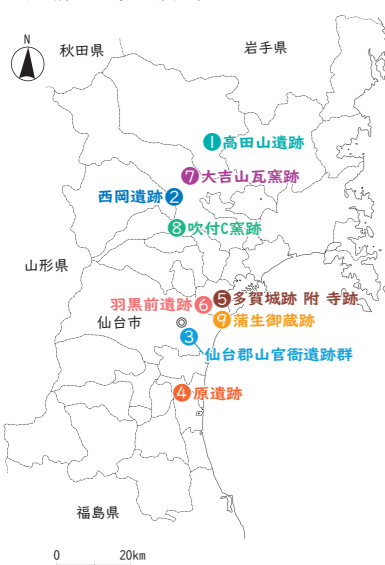 N
秋田県
岩手県
1高田山遺跡
7大吉山瓦窯跡
西岡遺跡2
8吹付C窯跡
山形県
羽黒前遺跡6
5多賀城跡 附 寺跡
仙台市
9蒲生御蔵跡
3
仙台郡山官衙遺跡群
4原遺跡
福島県
0 20km